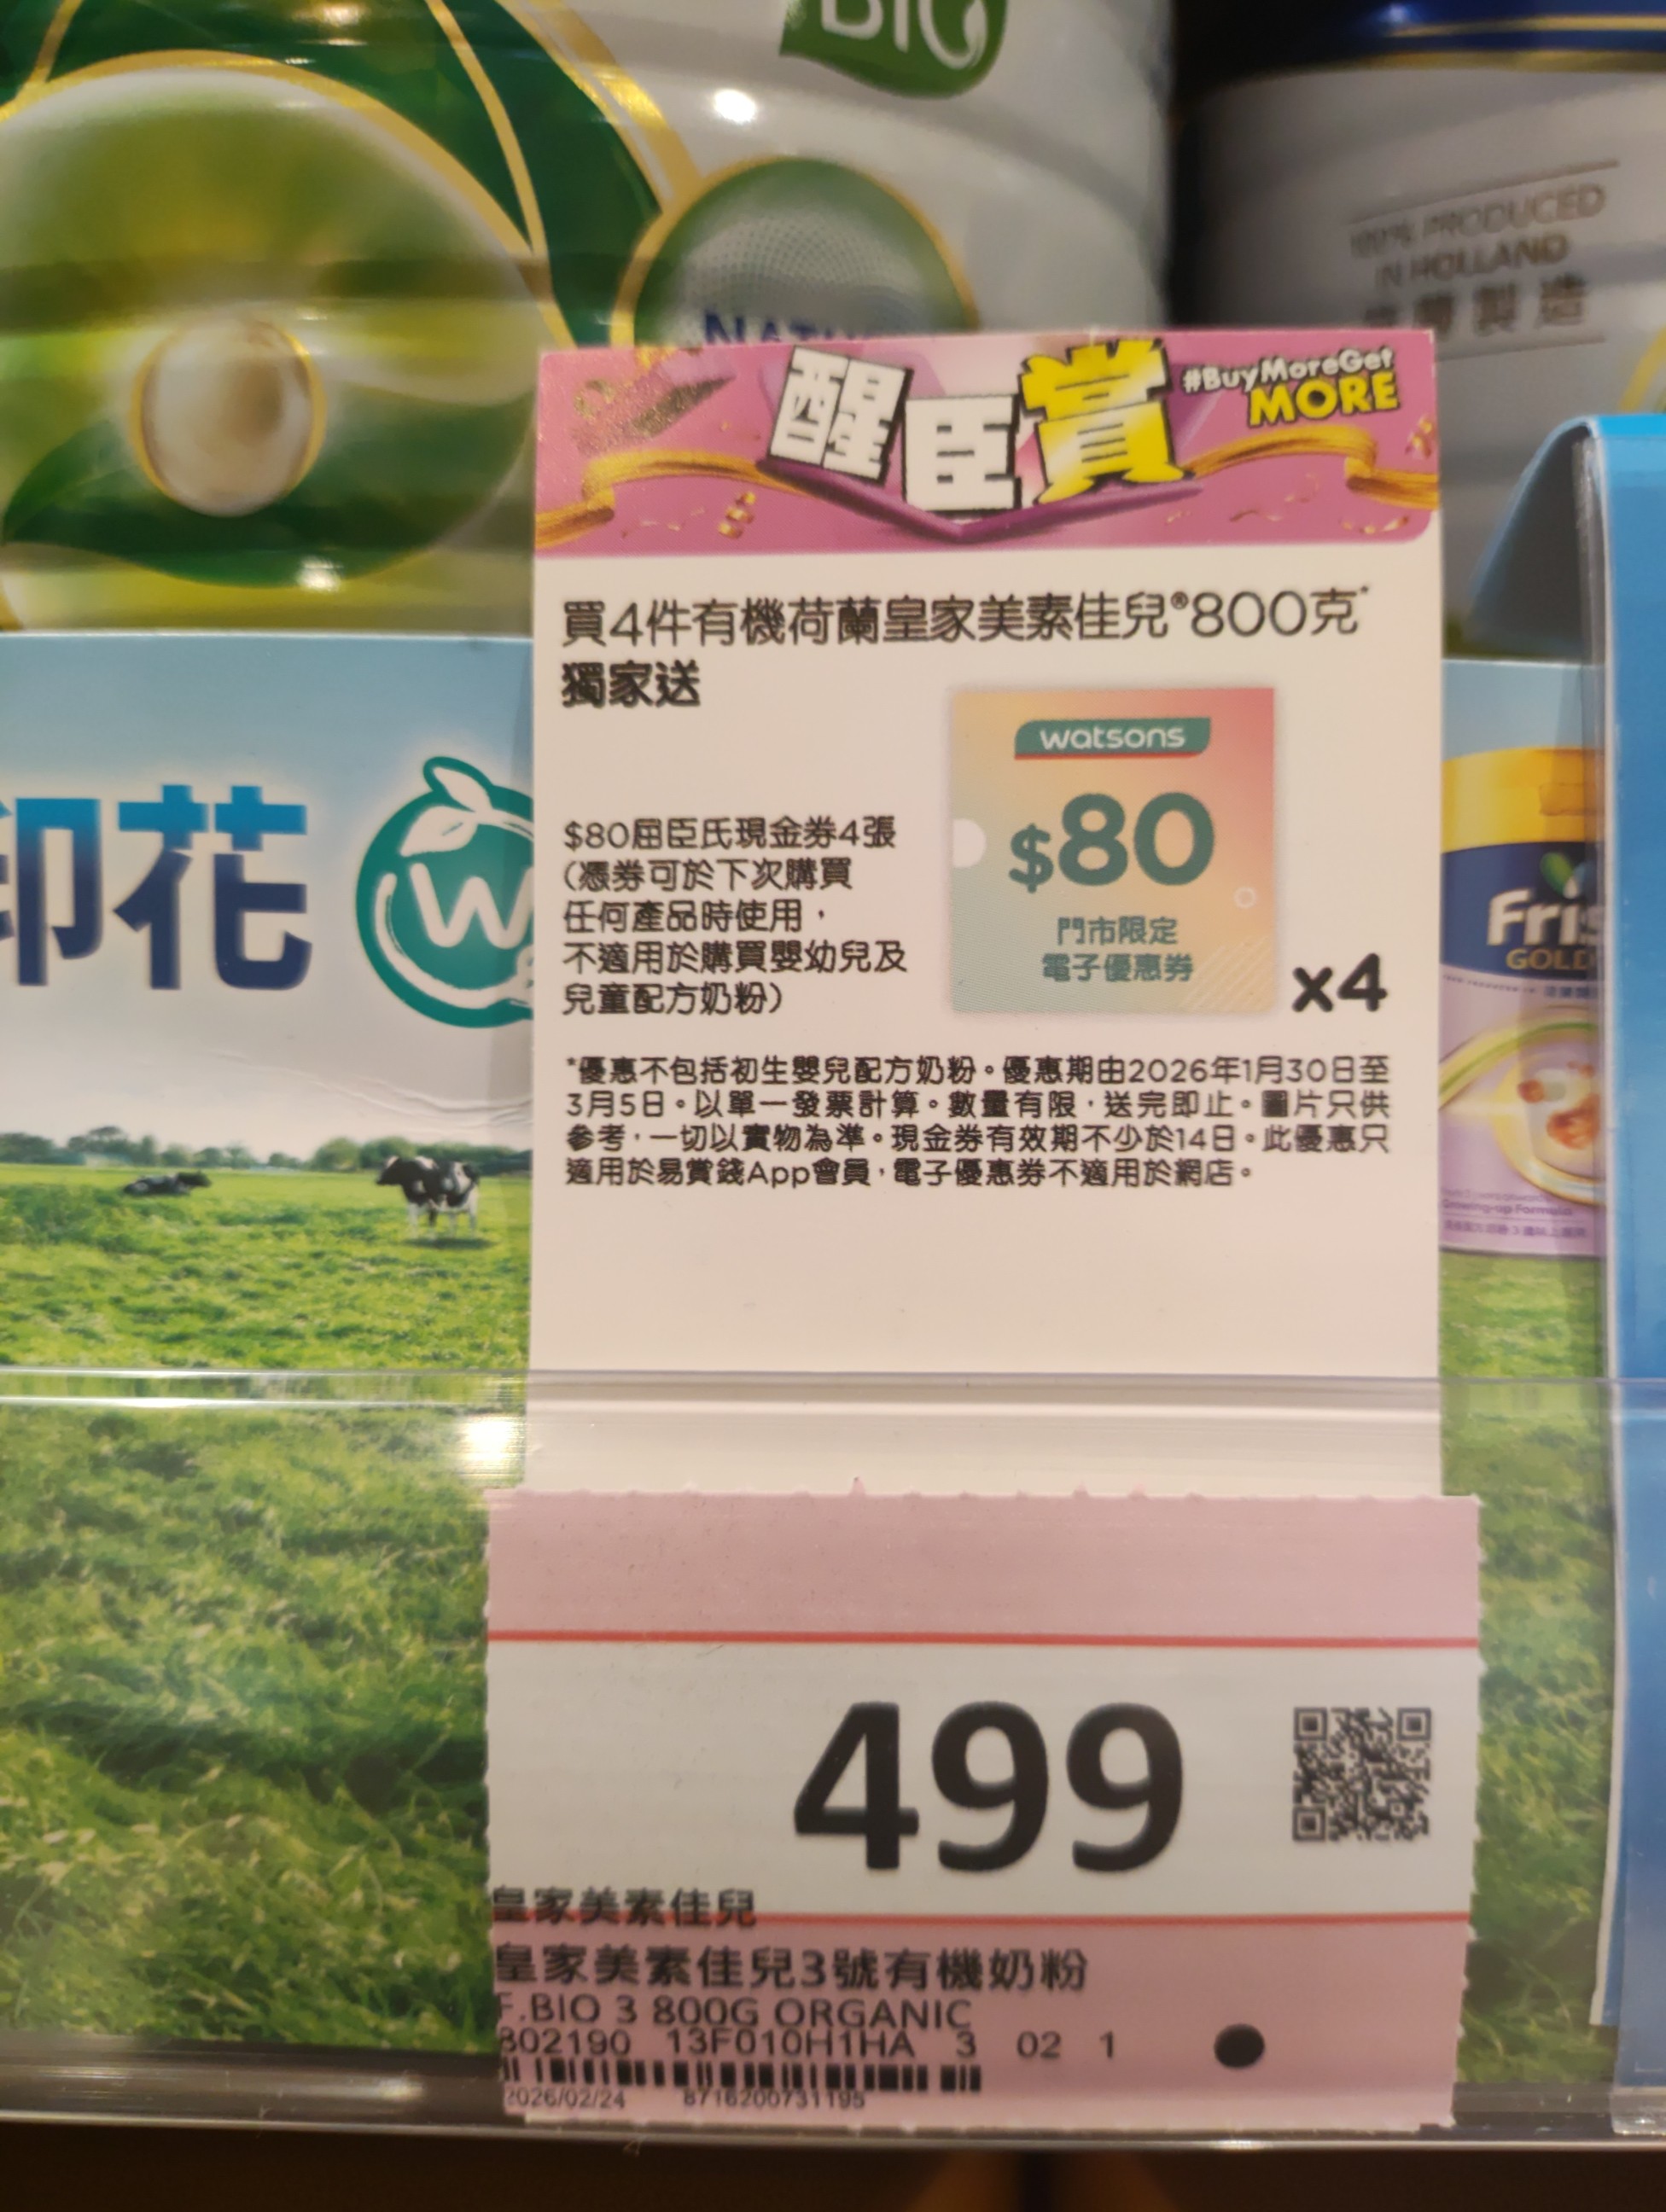 BIO
100% PRODUCED
IN HOLLAND
製造
醒臣賞
#BuyMoreGet
MORE
買4件有機荷蘭皇家美素佳兒®800克*
獨家送
watsons
$80
門市限定
電子優惠券
x4
$80屈臣氏現金券4張
(憑券可於下次購買
任何產品時使用，
不適用於購買嬰幼兒及
兒童配方奶粉)
*優惠不包括初生嬰兒配方奶粉。優惠期由2026年1月30日至
3月5日。以單一發票計算。數量有限，送完即止。圖片只供
參考，一切以實物為準。現金券有效期不少於14日。此優惠只
適用於易賞錢App會員，電子優惠券不適用於網店。
印花
W
GOLD
Growing-up Formula
499
皇家美素佳兒
皇家美素佳兒3號有機奶粉
F.BIO 3 800G ORGANIC
802190 13F010H1HA 3 02 1
2026/02/24 8716200731195